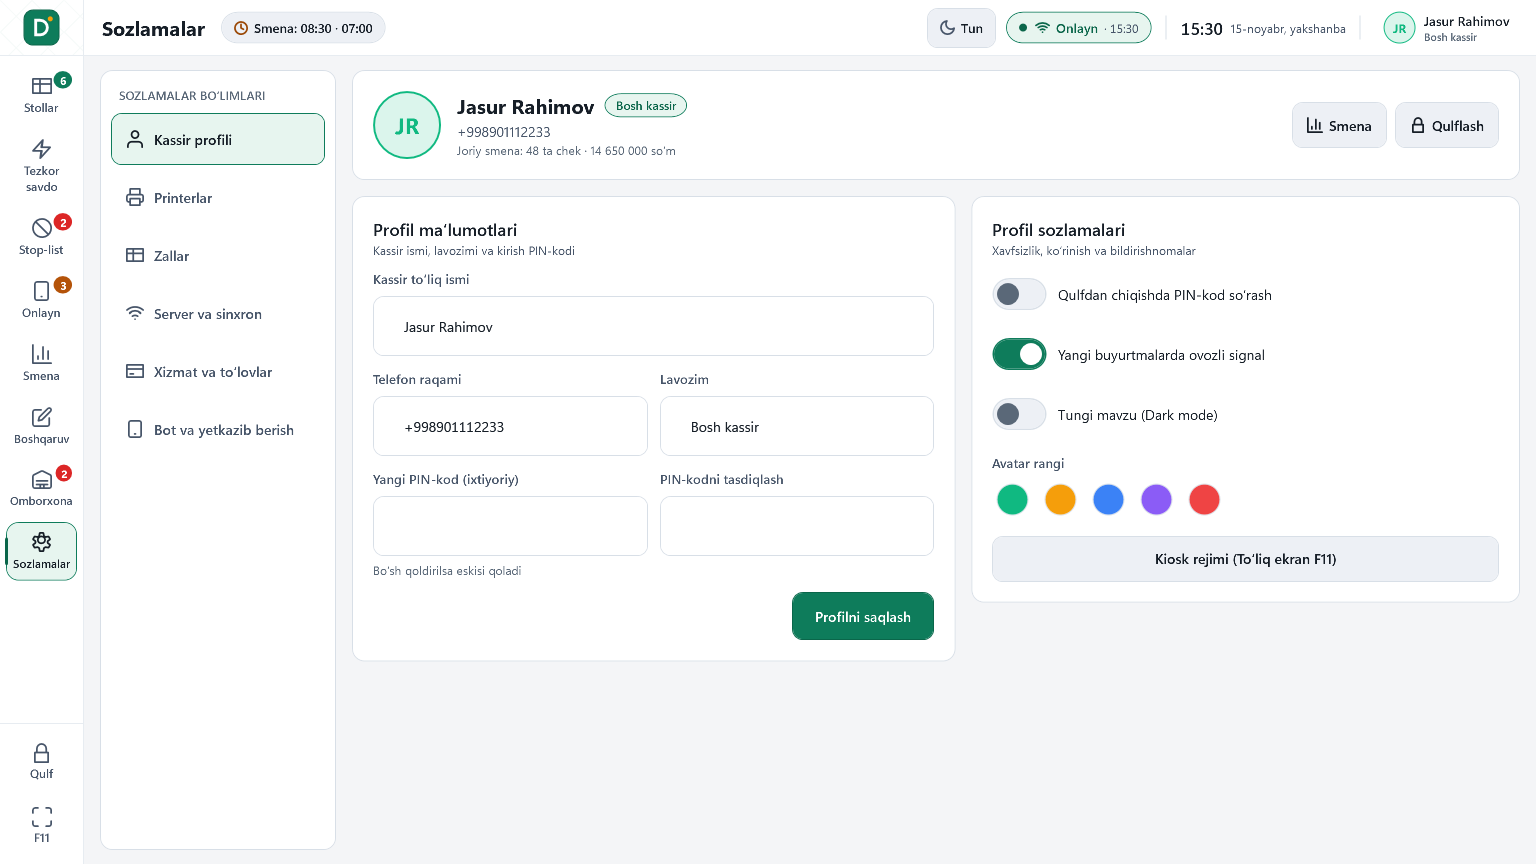 D
Sozlamalar
Smena: 08:30 · 07:00
Tun
Onlayn · 15:30
15:30 15-noyabr, yakshanba
JR
Jasur Rahimov
Bosh kassir
6
Stollar
Tezkor
savdo
2
Stop-list
3
Onlayn
Smena
Boshqaruv
2
Omborxona
Sozlamalar
Qulf
F11
SOZLAMALAR BO‘LIMLARI
Kassir profili
Printerlar
Zallar
Server va sinxron
Xizmat va to‘lovlar
Bot va yetkazib berish
JR
Jasur Rahimov Bosh kassir
+998901112233
Joriy smena: 48 ta chek · 14 650 000 so‘m
Smena
Qulflash
Profil ma’lumotlari
Kassir ismi, lavozimi va kirish PIN-kodi
Kassir to‘liq ismi
Jasur Rahimov
Telefon raqami
Lavozim
+998901112233
Bosh kassir
Yangi PIN-kod (ixtiyoriy)
PIN-kodni tasdiqlash
Bo‘sh qoldirilsa eskisi qoladi
Profilni saqlash
Profil sozlamalari
Xavfsizlik, ko‘rinish va bildirishnomalar
Qulfdan chiqishda PIN-kod so‘rash
Yangi buyurtmalarda ovozli signal
Tungi mavzu (Dark mode)
Avatar rangi
Kiosk rejimi (To‘liq ekran F11)